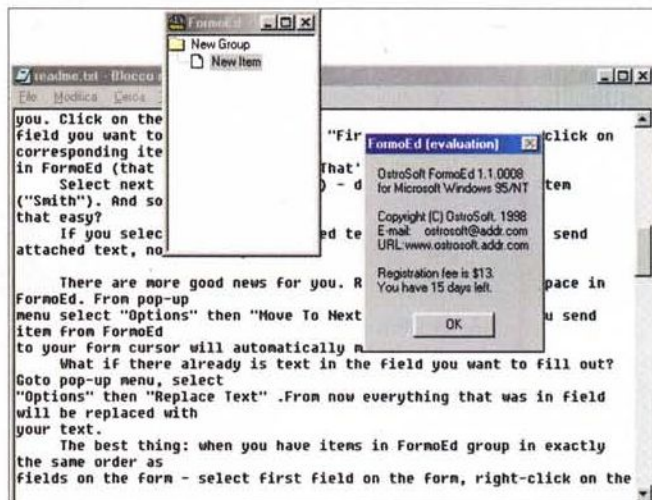 FormoEd
New Group
New Item
readme.txt - Blocco
File Modifica Cerca
you. Click on the
field you want to "Fir click on
corresponding ite
in FormoEd (that That'
Select next ) - d tem
("Smith"). And so
that easy?
If you selec ed te send
attached text, no
There are more good news for you. R pace in
FormoEd. From pop-up
menu select "Options" then "Move To Next u send
item from FormoEd
to your form cursor will automatically m
What if there already is text in the field you want to fill out?
Goto pop-up menu, select
"Options" then "Replace Text" .From now everything that was in field
will be replaced with
your text.
The best thing: when you have items in FormoEd group in exactly
the same order as
fields on the form - select first field on the form, right-click on the
FormoEd (evaluation)
OstroSoft FormoEd 1.1.0008
for Microsoft Windows 95/NT
Copyright (C) OstroSoft, 1998
E-mail: ostrosoft@addr.com
URL:www.ostrosoft.addr.com
Registration fee is $13.
You have 15 days left.
OK